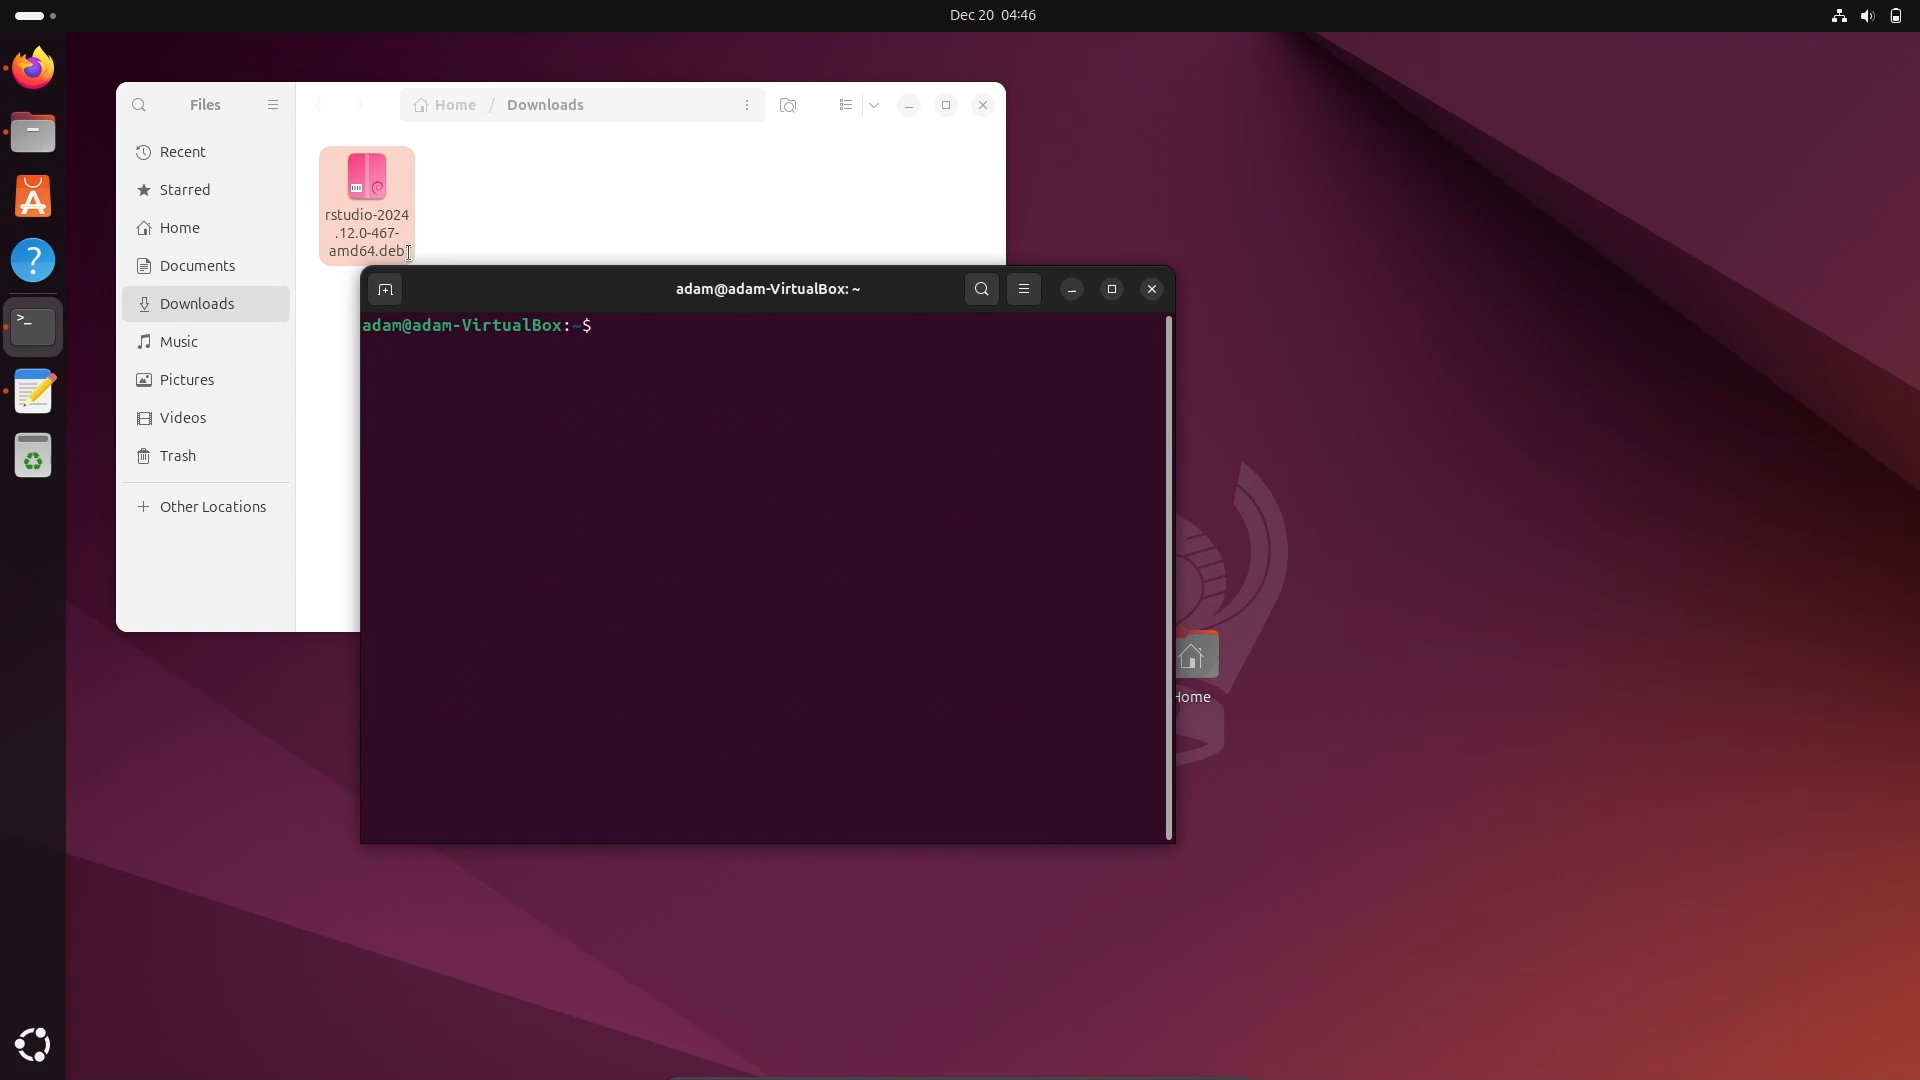 Dec 20 04:46
Files
Home / Downloads
Recent
Starred
Home
Documents
Downloads
Music
Pictures
Videos
Trash
Other Locations
rstudio-2024
.12.0-467-
amd64.deb
adam@adam-VirtualBox: ~
adam@adam-VirtualBox:~$
Home